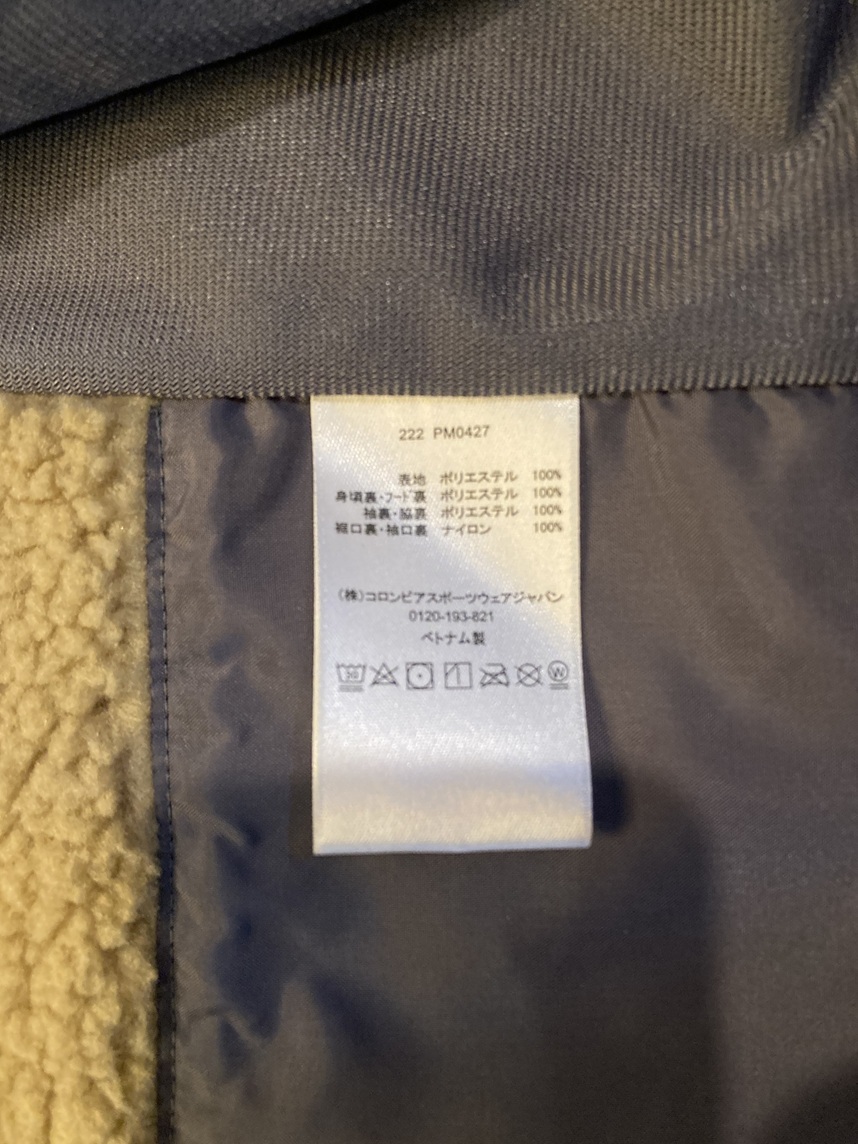 222 PM0427
表地 ポリエステル 100%
身頃裏・フード裏 ポリエステル 100%
袖裏・脇裏 ポリエステル 100%
裾口裏・袖口裏 ナイロン 100%
(株)コロンビアスポーツウェアジャパン
0120-193-821
ベトナム製
30 W